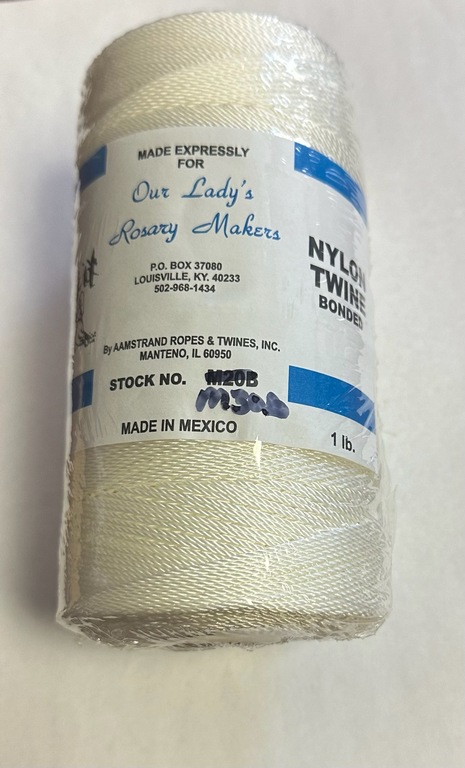 MADE EXPRESSLY
FOR
Our Lady's
Rosary Makers
P.O. BOX 37080
LOUISVILLE, KY. 40233
502-968-1434
By AAMSTRAND ROPES & TWINES, INC.
MANTENO, IL 60950
STOCK NO. M20B
MADE IN MEXICO
NYLON
TWINE
BONDED
1 lb.